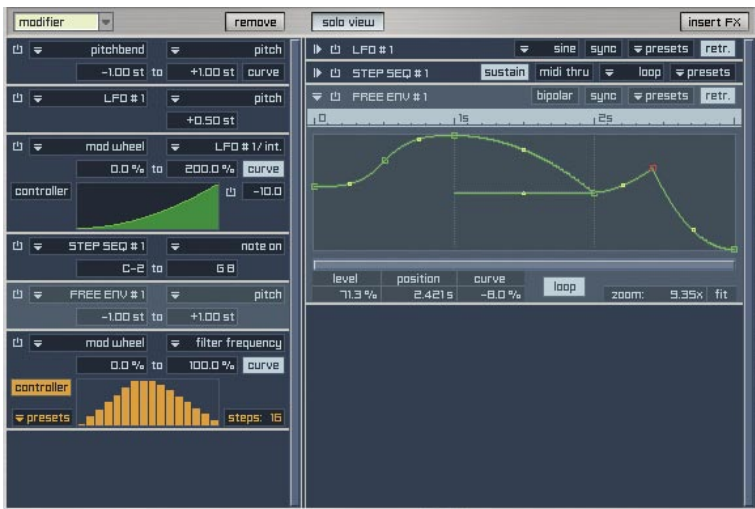 modifier remove solo view insert FX
pitchbend pitch
-1.00 st to +1.00 st curve
LFO #1 pitch
+0.50 st
mod wheel LFO #1/ int.
0.0 % to 200.0 % curve
controller -10.0
STEP SEQ #1 note on
C-2 to G8
FREE ENV #1 pitch
-1.00 st to +1.00 st
mod wheel filter frequency
0.0 % to 100.0 % curve
controller
presets steps: 16
LFO #1 sine sync presets retr.
STEP SEQ #1 sustain midi thru loop presets
FREE ENV #1 bipolar sync presets retr.
0 1s 2s
level position curve
71.3 % 2.421 s -8.0 % loop zoom: 9.35x fit